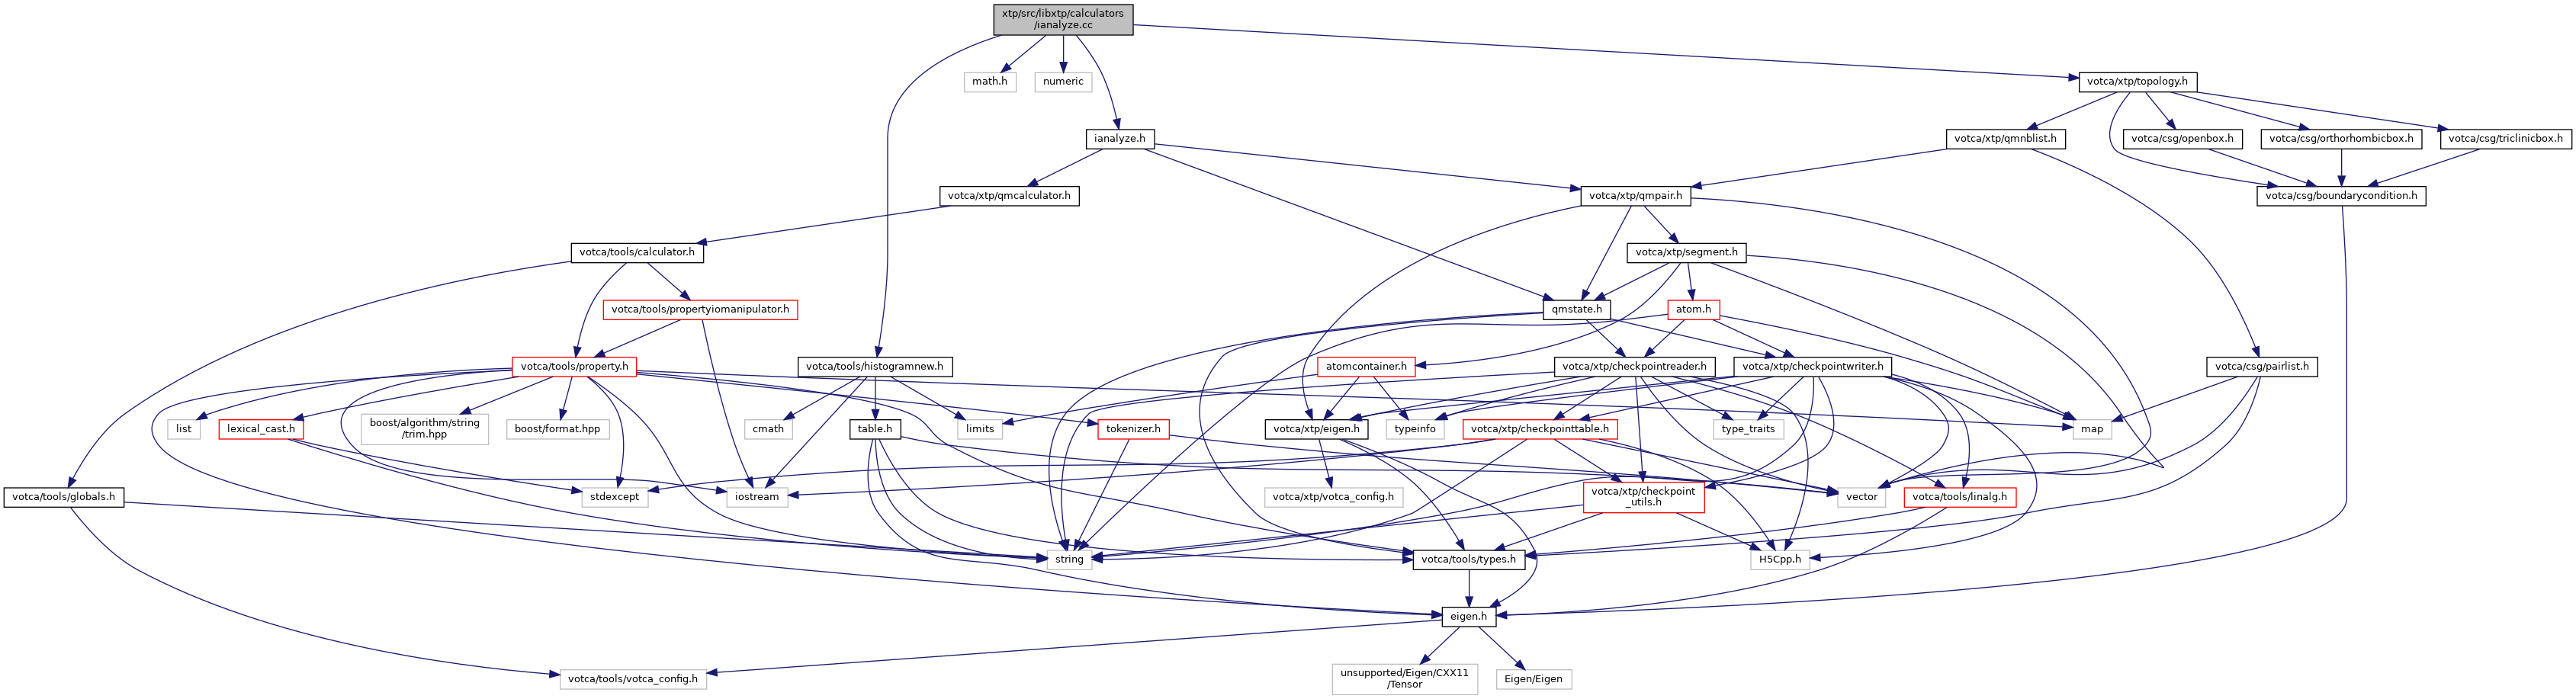 xtp/src/libxtp/calculators
/ianalyze.cc
math.h
numeric
votca/xtp/topology.h
ianalyze.h
votca/xtp/qmnblist.h
votca/csg/openbox.h
votca/csg/orthorhombicbox.h
votca/csg/triclinicbox.h
votca/xtp/qmcalculator.h
votca/xtp/qmpair.h
votca/csg/boundarycondition.h
votca/tools/calculator.h
votca/xtp/segment.h
votca/tools/propertyiomanipulator.h
qmstate.h
atom.h
votca/tools/property.h
votca/tools/histogramnew.h
atomcontainer.h
votca/xtp/checkpointreader.h
votca/xtp/checkpointwriter.h
votca/csg/pairlist.h
list
lexical_cast.h
boost/algorithm/string
/trim.hpp
boost/format.hpp
cmath
table.h
limits
tokenizer.h
votca/xtp/eigen.h
typeinfo
votca/xtp/checkpointtable.h
type_traits
map
votca/tools/globals.h
stdexcept
iostream
votca/xtp/votca_config.h
votca/xtp/checkpoint
_utils.h
vector
votca/tools/linalg.h
string
votca/tools/types.h
H5Cpp.h
eigen.h
votca/tools/votca_config.h
unsupported/Eigen/CXX11
/Tensor
Eigen/Eigen